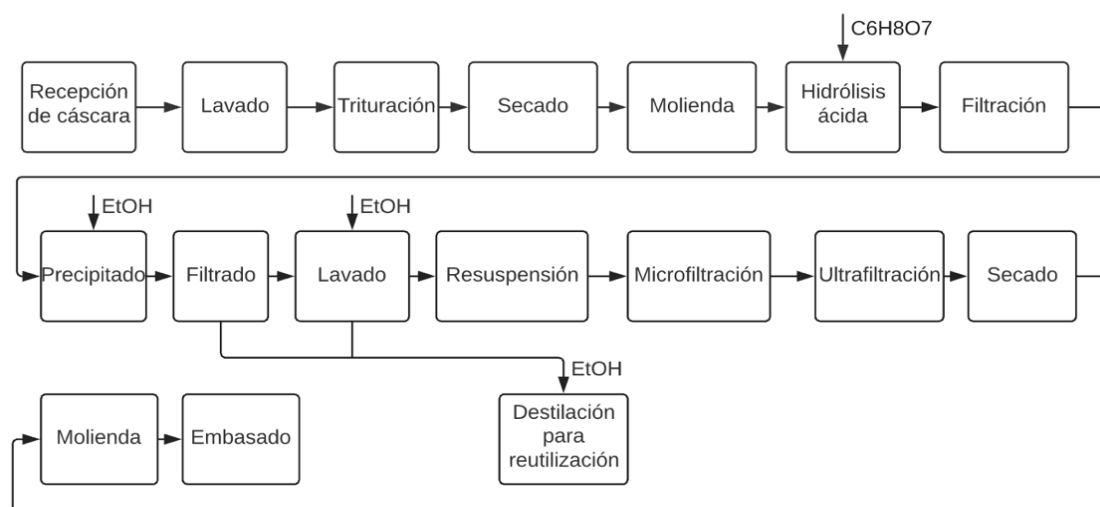 C6H8O7
Recepción
de cáscara
Lavado
Trituración
Secado
Molienda
Hidrólisis
ácida
Filtración
EtOH
EtOH
Precipitado
Filtrado
Lavado
Resuspensión
Microfiltración
Ultrafiltración
Secado
EtOH
Molienda
Embasado
Destilación
para
reutilización